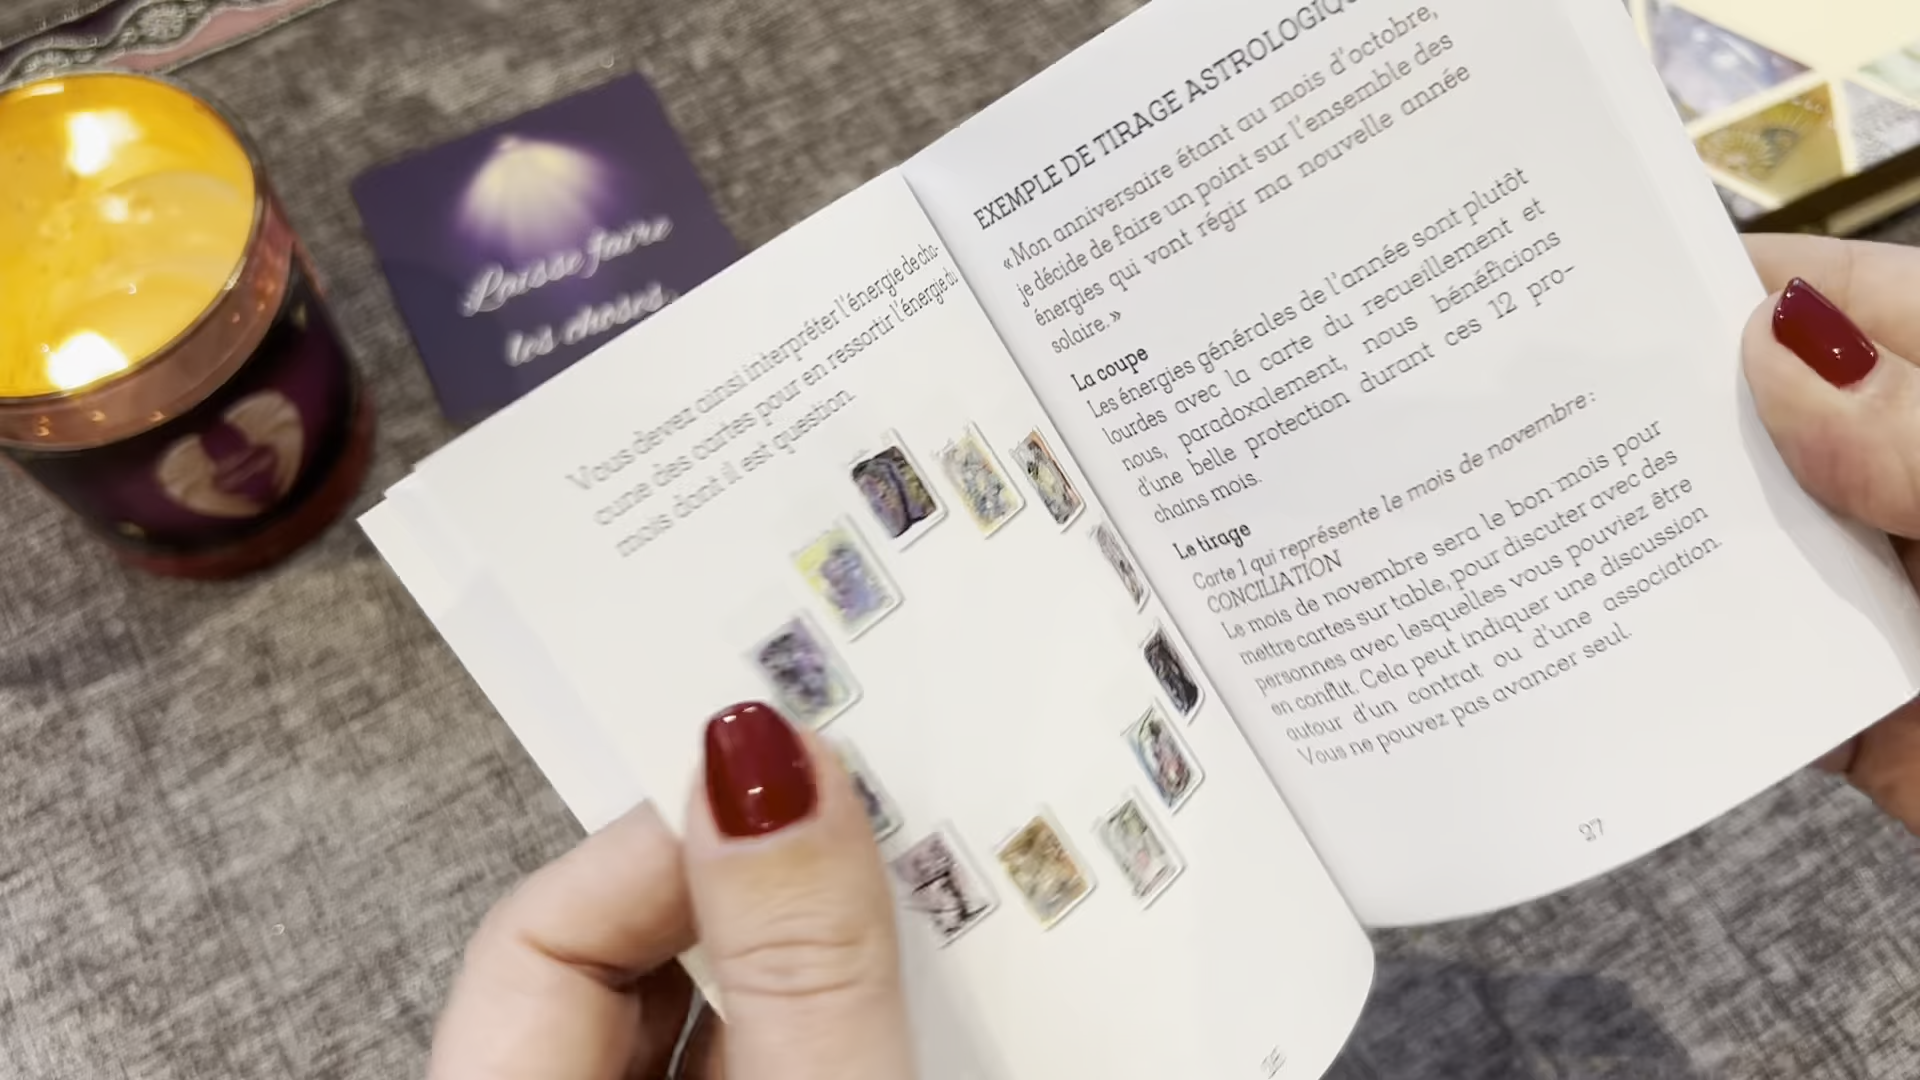 Laisse faire
les choses.
Vous devez ainsi interpréter l'énergie de cha-
cune des cartes pour en ressortir l'énergie du
mois dont il est question.
EXEMPLE DE TIRAGE ASTROLOGIQUE
« Mon anniversaire étant au mois d'octobre,
je décide de faire un point sur l'ensemble des
énergies qui vont régir ma nouvelle année
solaire. »
La coupe
Les énergies générales de l'année sont plutôt
lourdes avec la carte du recueillement et
nous, paradoxalement, nous bénéficions
d'une belle protection durant ces 12 pro-
chains mois.
Le tirage
Carte 1 qui représente le mois de novembre :
CONCILIATION
Le mois de novembre sera le bon mois pour
mettre cartes sur table, pour discuter avec des
personnes avec lesquelles vous pouviez être
en conflit. Cela peut indiquer une discussion
autour d'un contrat ou d'une association.
Vous ne pouvez pas avancer seul.
27